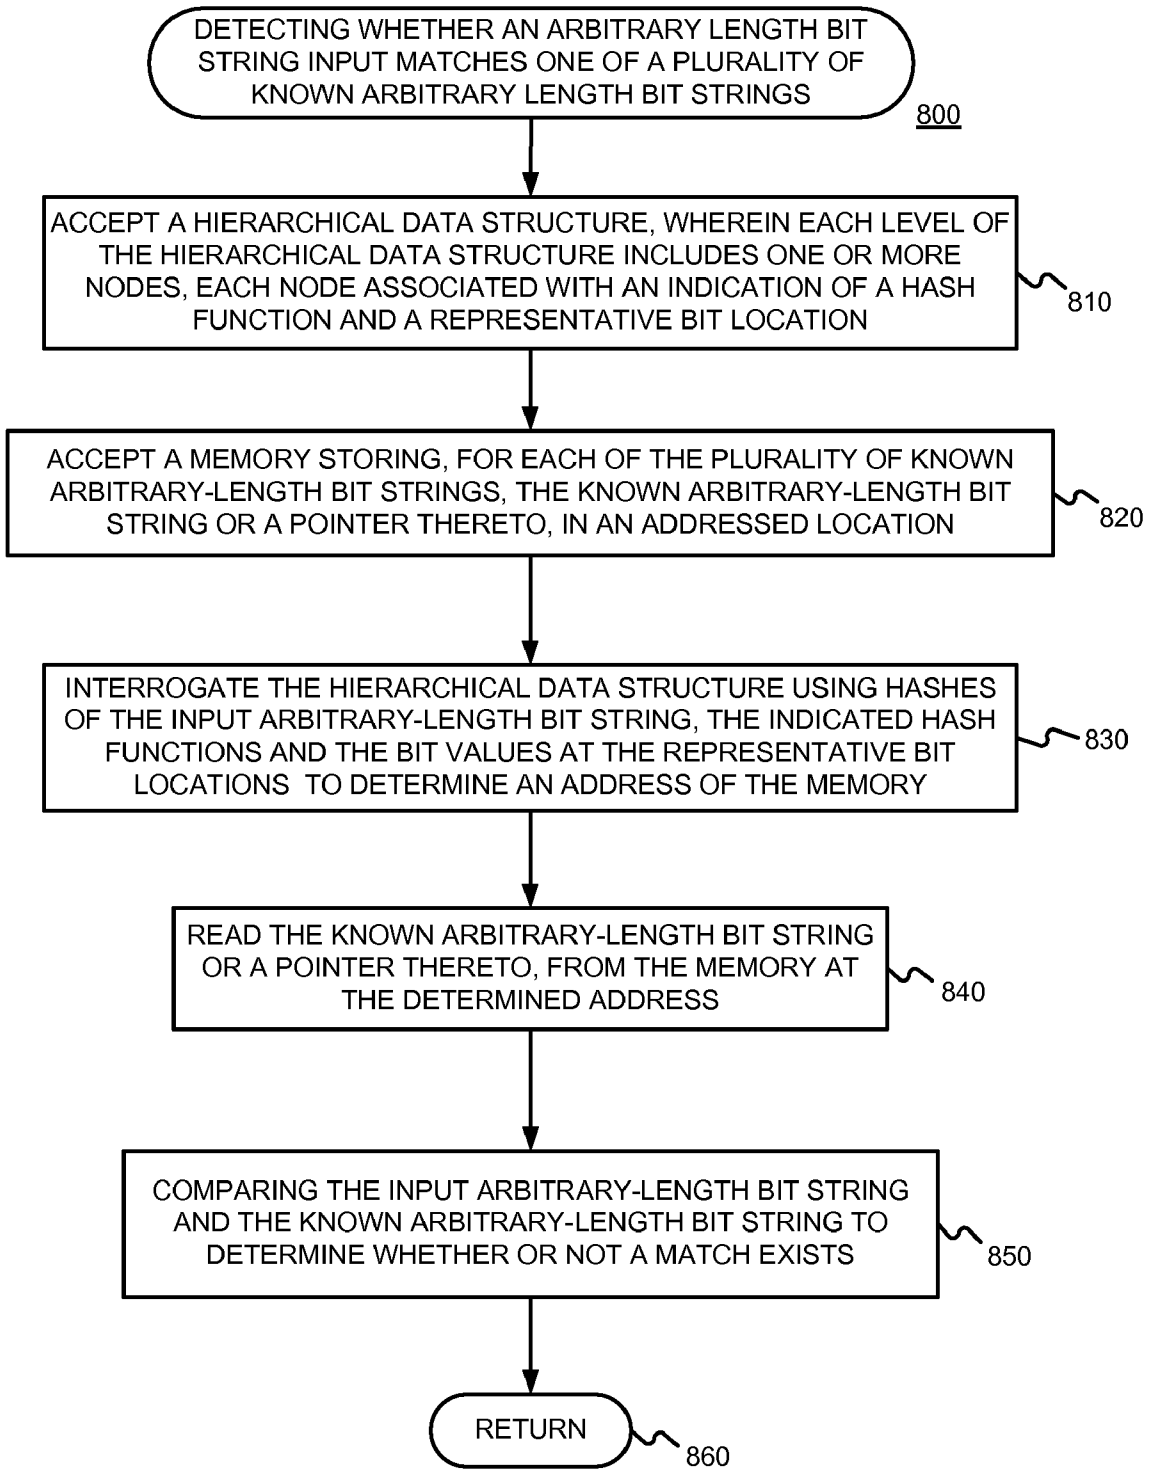 DETECTING WHETHER AN ARBITRARY LENGTH BIT
STRING INPUT MATCHES ONE OF A PLURALITY OF
KNOWN ARBITRARY LENGTH BIT STRINGS
800
ACCEPT A HIERARCHICAL DATA STRUCTURE, WHEREIN EACH LEVEL OF
THE HIERARCHICAL DATA STRUCTURE INCLUDES ONE OR MORE
NODES, EACH NODE ASSOCIATED WITH AN INDICATION OF A HASH
FUNCTION AND A REPRESENTATIVE BIT LOCATION
810
ACCEPT A MEMORY STORING, FOR EACH OF THE PLURALITY OF KNOWN
ARBITRARY-LENGTH BIT STRINGS, THE KNOWN ARBITRARY-LENGTH BIT
STRING OR A POINTER THERETO, IN AN ADDRESSED LOCATION
820
INTERROGATE THE HIERARCHICAL DATA STRUCTURE USING HASHES
OF THE INPUT ARBITRARY-LENGTH BIT STRING, THE INDICATED HASH
FUNCTIONS AND THE BIT VALUES AT THE REPRESENTATIVE BIT
LOCATIONS  TO DETERMINE AN ADDRESS OF THE MEMORY
830
READ THE KNOWN ARBITRARY-LENGTH BIT STRING
OR A POINTER THERETO, FROM THE MEMORY AT
THE DETERMINED ADDRESS
840
COMPARING THE INPUT ARBITRARY-LENGTH BIT STRING
AND THE KNOWN ARBITRARY-LENGTH BIT STRING TO
DETERMINE WHETHER OR NOT A MATCH EXISTS
850
RETURN
860